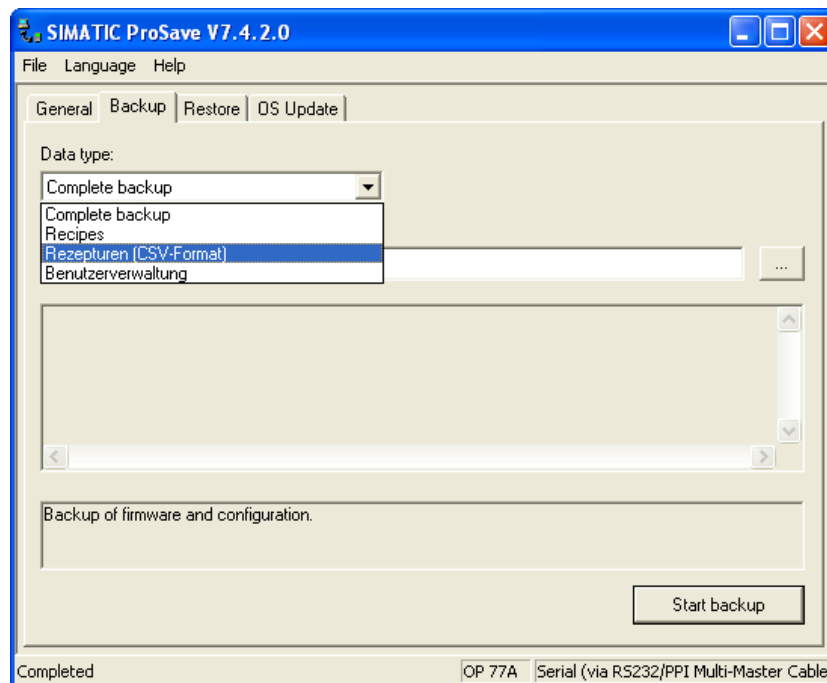 SIMATIC ProSave V7.4.2.0
File Language Help
General Backup Restore OS Update
Data type:
Complete backup
Complete backup
Recipes
Rezepturen (CSV-Format)
Benutzerverwaltung
...
Backup of firmware and configuration.
Start backup
Completed OP 77A Serial (via RS232/PPI Multi-Master Cable